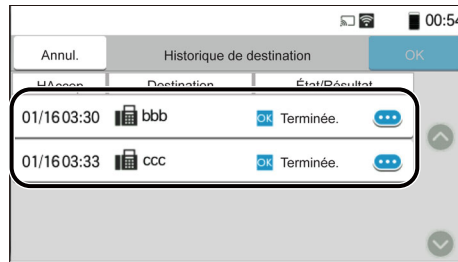 00:54
Annul. Historique de destination OK
HAccep Destination État/Résultat
01/16 03:30 bbb OK Terminée.
01/16 03:33 ccc OK Terminée.